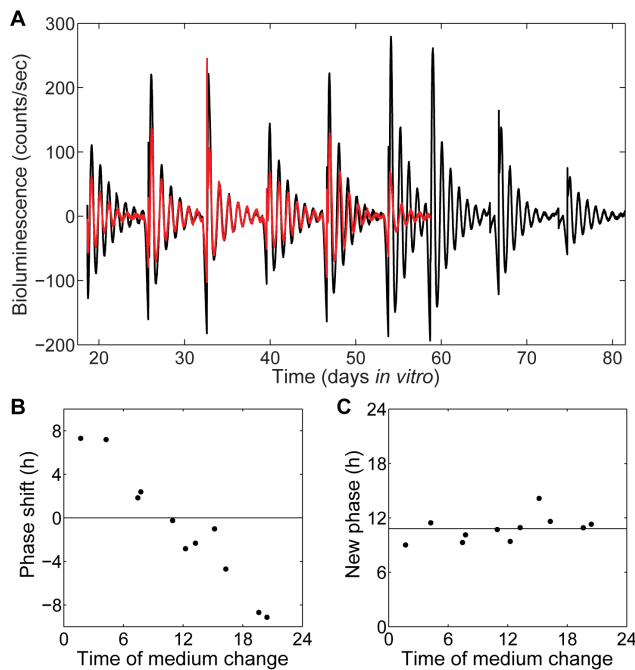 A
Bioluminescence (counts/sec)
300
200
100
0
−100
−200
20 30 40 50 60 70 80
Time (days in vitro)
B
Phase shift (h)
8
4
0
−4
−8
0 6 12 18 24
Time of medium change
C
New phase (h)
24
18
12
6
0
0 6 12 18 24
Time of medium change